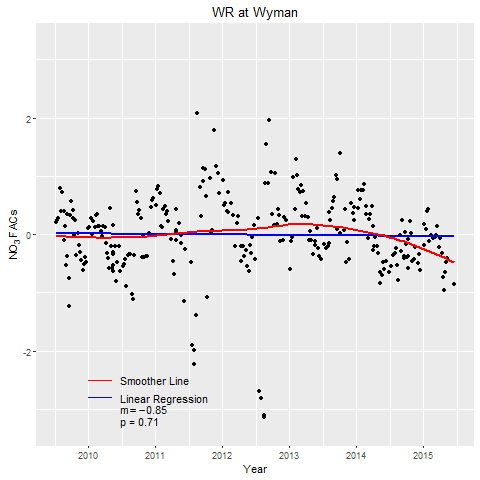 WR at Wyman
2
0
-2
NO3 FACs
2010 2011 2012 2013 2014 2015
Year
Smoother Line
Linear Regression
m = −0.85
p = 0.71